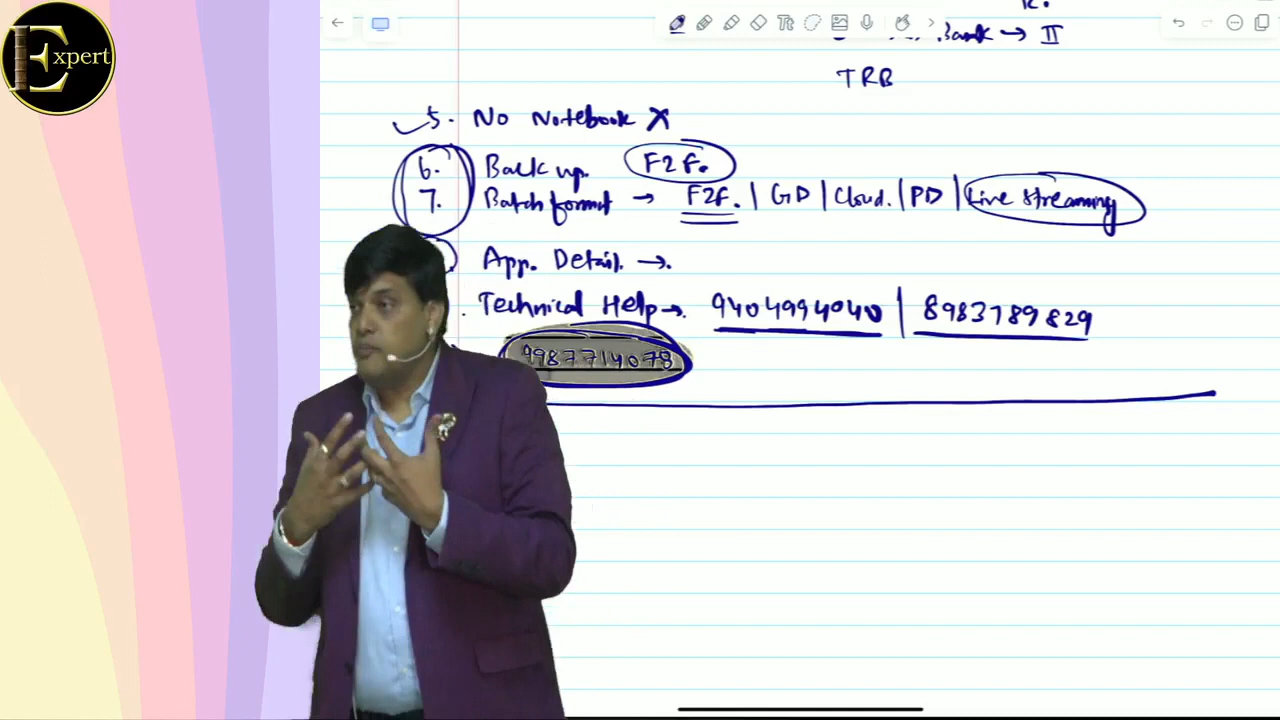 Expert
K.
Bank → II
TRB
5. No Notebook X
6. Back up. F2F.
7. Batch format → F2F. | GD | Cloud. | PD | Live Streaming
App. Detail. →.
Technical Help → 9404994040 | 8983789829
9987714078